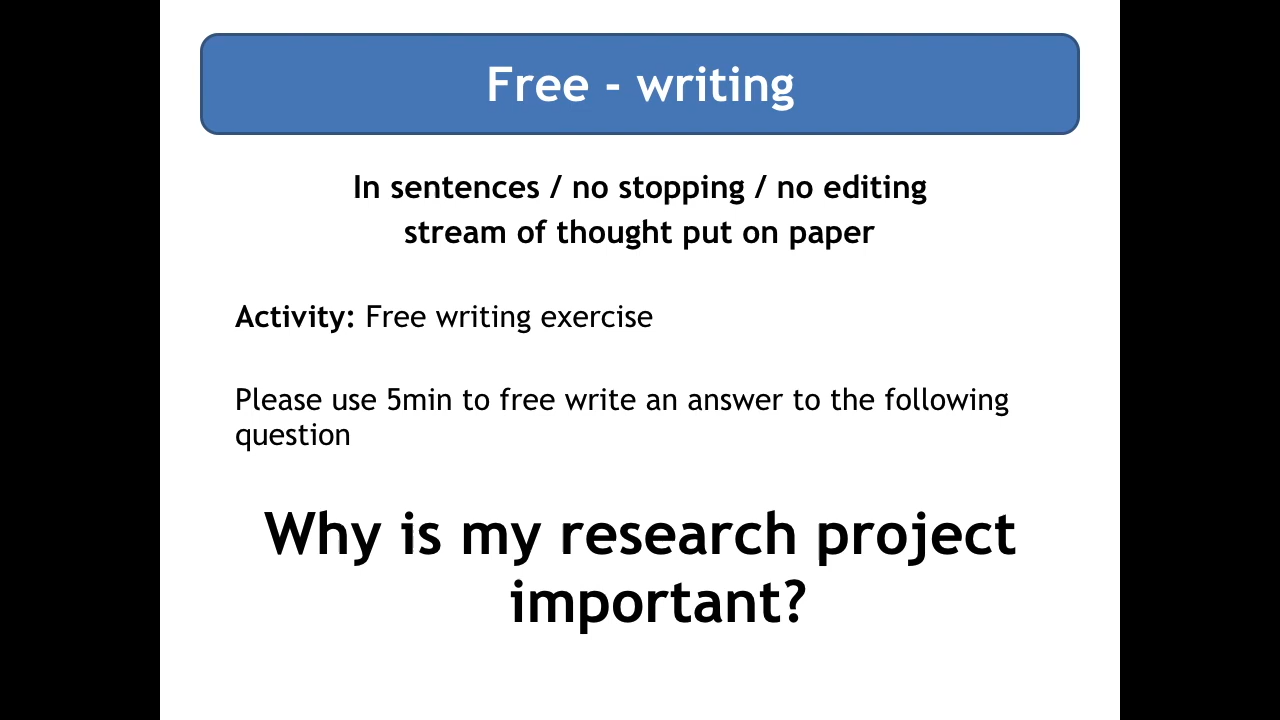 Free - writing
In sentences / no stopping / no editing
stream of thought put on paper
Activity: Free writing exercise
Please use 5min to free write an answer to the following
question
Why is my research project
important?